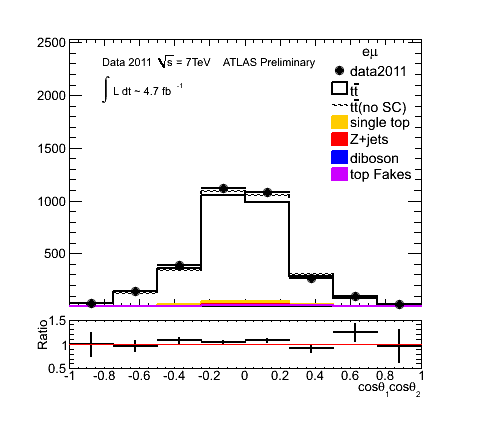 eμ
Data 2011 √s = 7TeV ATLAS Preliminary
∫ L dt ~ 4.7 fb⁻¹
data2011
tt̄
tt̄(no SC)
single top
Z+jets
diboson
top Fakes
2500
2000
1500
1000
500
Ratio
1.5
1
0.5
-1 -0.8 -0.6 -0.4 -0.2 0 0.2 0.4 0.6 0.8 1
cosθ₁cosθ₂